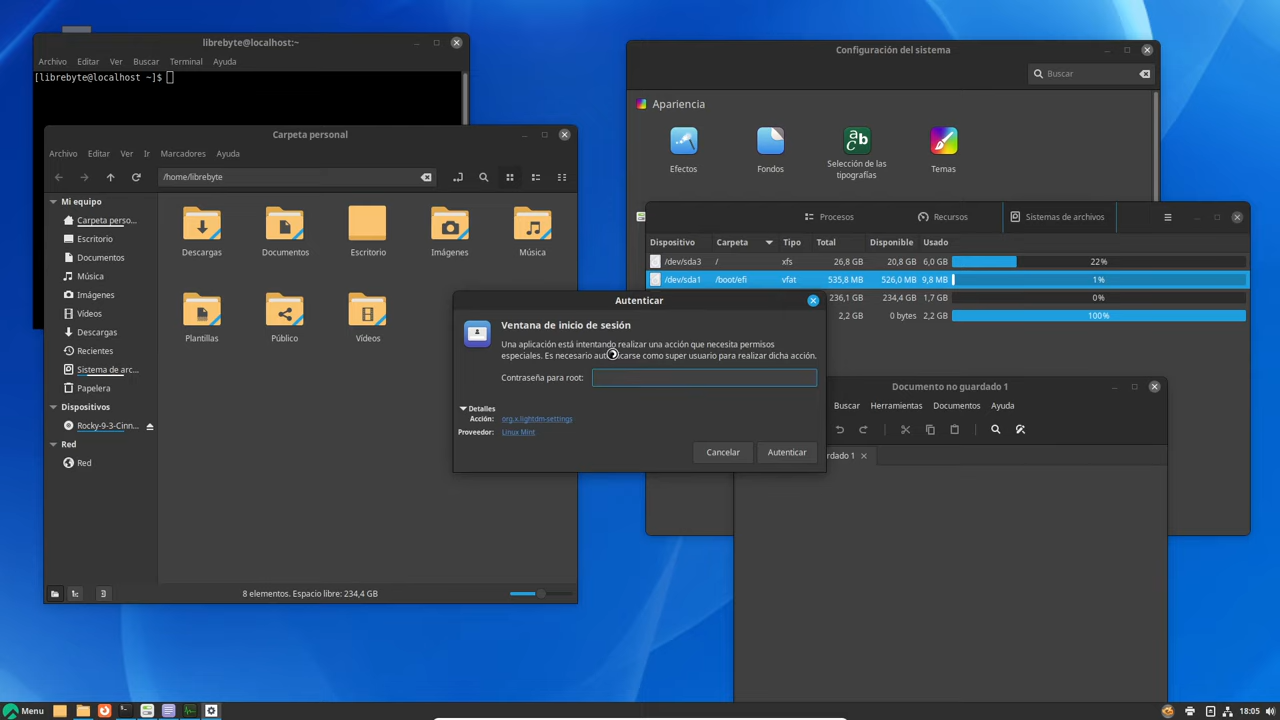 librebyte@localhost:~
Archivo Editar Ver Buscar Terminal Ayuda
[librebyte@localhost ~]$
Carpeta personal
Archivo Editar Ver Ir Marcadores Ayuda
/home/librebyte
Mi equipo
Carpeta perso...
Escritorio
Documentos
Música
Imágenes
Vídeos
Descargas
Recientes
Sistema de arc...
Papelera
Dispositivos
Rocky-9-3-Cinn...
Red
Red
Descargas Documentos Escritorio Imágenes Música
Plantillas Público Vídeos
8 elementos. Espacio libre: 234,4 GB
Configuración del sistema
Buscar
Apariencia
Efectos Fondos Selección de las tipografías Temas
Procesos Recursos Sistemas de archivos
Dispositivo Carpeta Tipo Total Disponible Usado
/dev/sda3 / xfs 26,8 GB 20,8 GB 6,0 GB 22%
/dev/sda1 /boot/efi vfat 535,8 MB 526,0 MB 9,8 MB 1%
236,1 GB 234,4 GB 1,7 GB 0%
2,2 GB 0 bytes 2,2 GB 100%
Autenticar
Ventana de inicio de sesión
Una aplicación está intentando realizar una acción que necesita permisos
especiales. Es necesario autenticarse como super usuario para realizar dicha acción.
Contraseña para root:
Detalles
Acción: org.x.lightdm-settings
Proveedor: Linux Mint
Cancelar Autenticar
Documento no guardado 1
Buscar Herramientas Documentos Ayuda
rdado 1
Menu
18:05